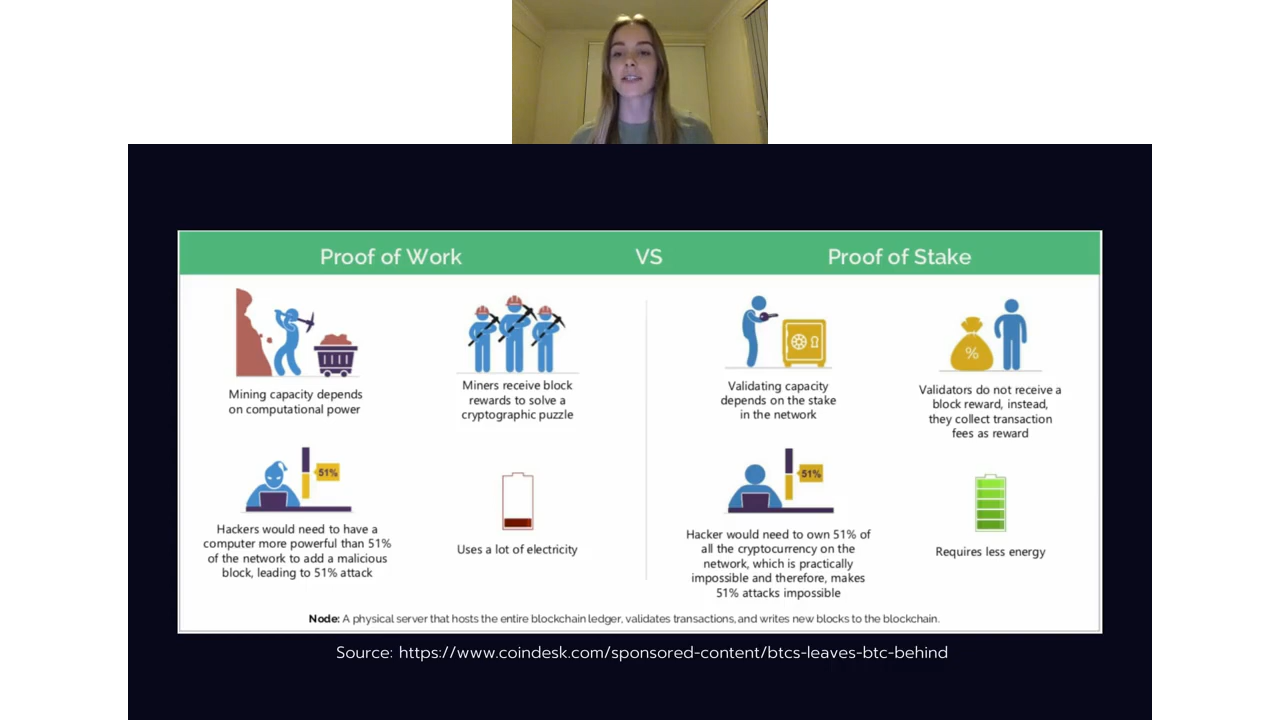 Proof of Work VS Proof of Stake
Mining capacity depends
on computational power
Miners receive block
rewards to solve a
cryptographic puzzle
Validating capacity
depends on the stake
in the network
%
Validators do not receive a
block reward, instead,
they collect transaction
fees as reward
51%
Hackers would need to have a
computer more powerful than 51%
of the network to add a malicious
block, leading to 51% attack
Uses a lot of electricity
51%
Hacker would need to own 51% of
all the cryptocurrency on the
network, which is practically
impossible and therefore, makes
51% attacks impossible
Requires less energy
Node: A physical server that hosts the entire blockchain ledger, validates transactions, and writes new blocks to the blockchain.
Source: https://www.coindesk.com/sponsored-content/btcs-leaves-btc-behind